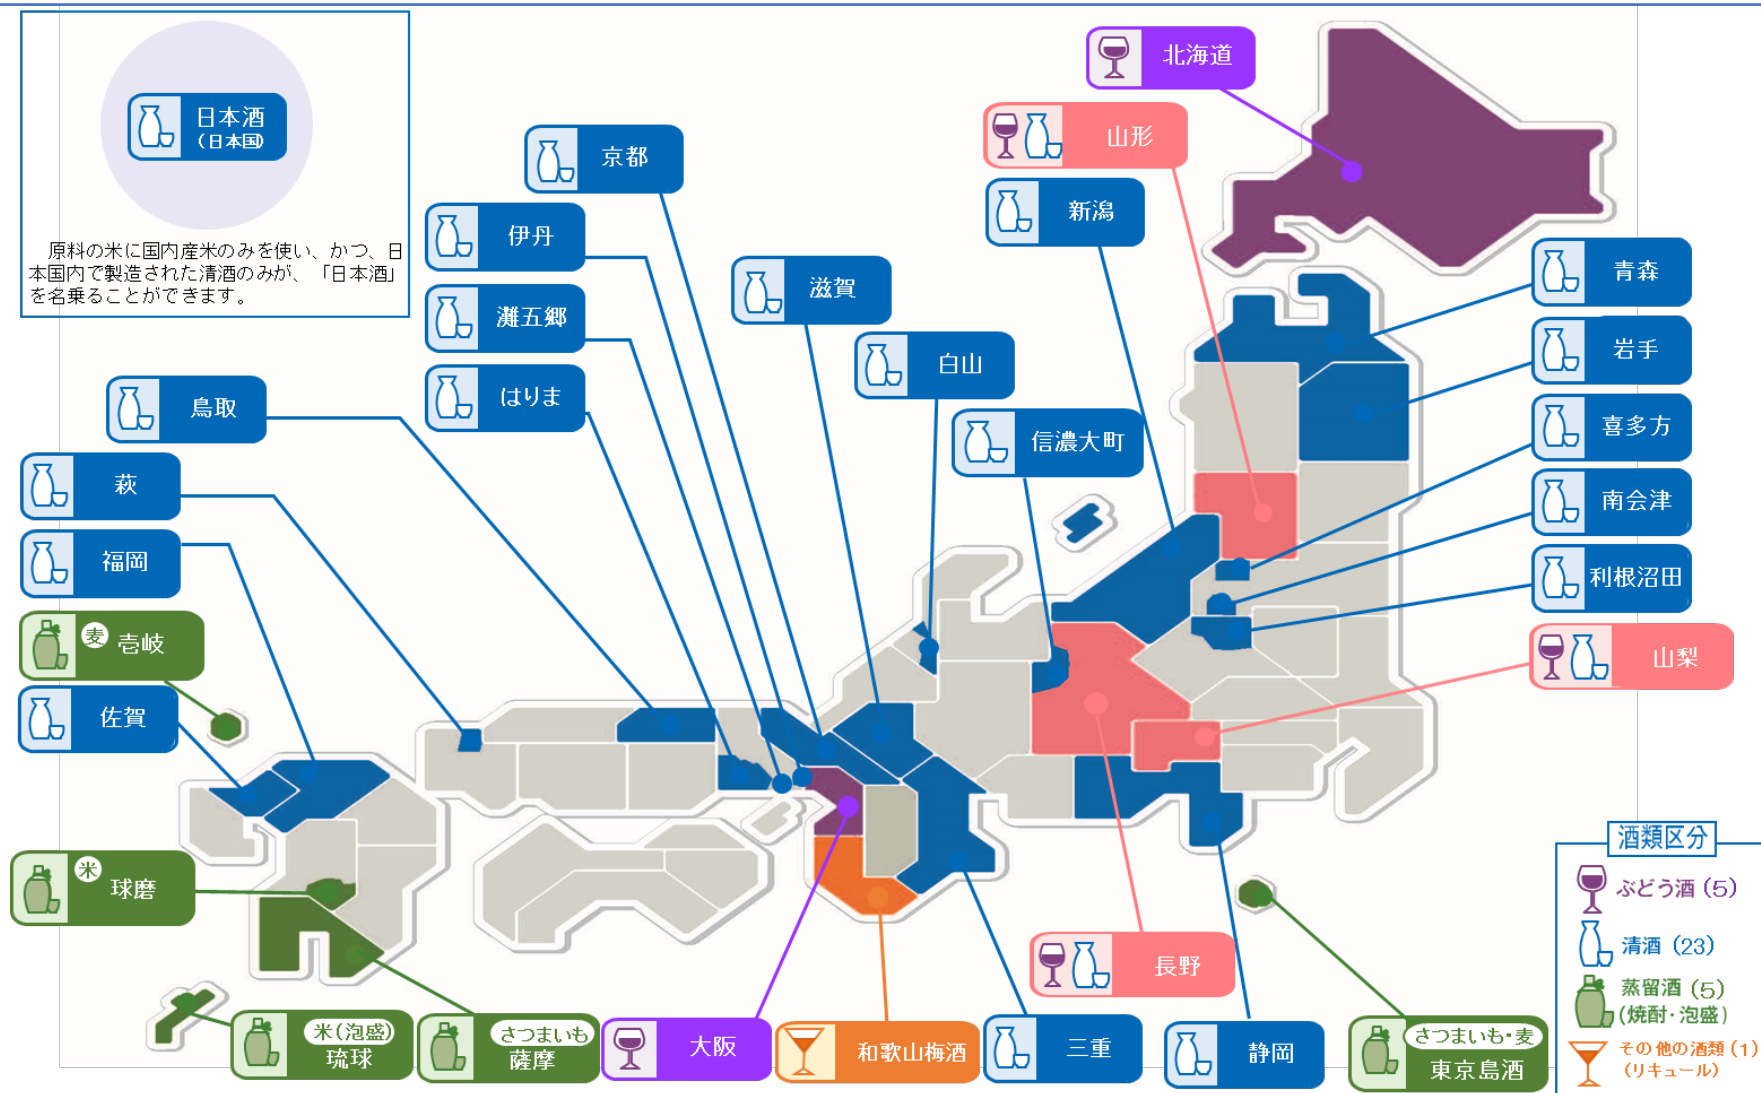 日本酒
(日本国)
原料の米に国内産米のみを使い、かつ、日
本国内で製造された清酒のみが、「日本酒」
を名乗ることができます。
北海道
山形
新潟
京都
伊丹
灘五郷
はりま
滋賀
白山
信濃大町
鳥取
萩
福岡
麦 壱岐
佐賀
米 球磨
青森
岩手
喜多方
南会津
利根沼田
山梨
長野
米(泡盛)
琉球
さつまいも
薩摩
大阪
和歌山梅酒
三重
静岡
さつまいも・麦
東京島酒
酒類区分
ぶどう酒 (5)
清酒 (23)
蒸留酒 (5)
(焼酎・泡盛)
その他の酒類 (1)
(リキュール)